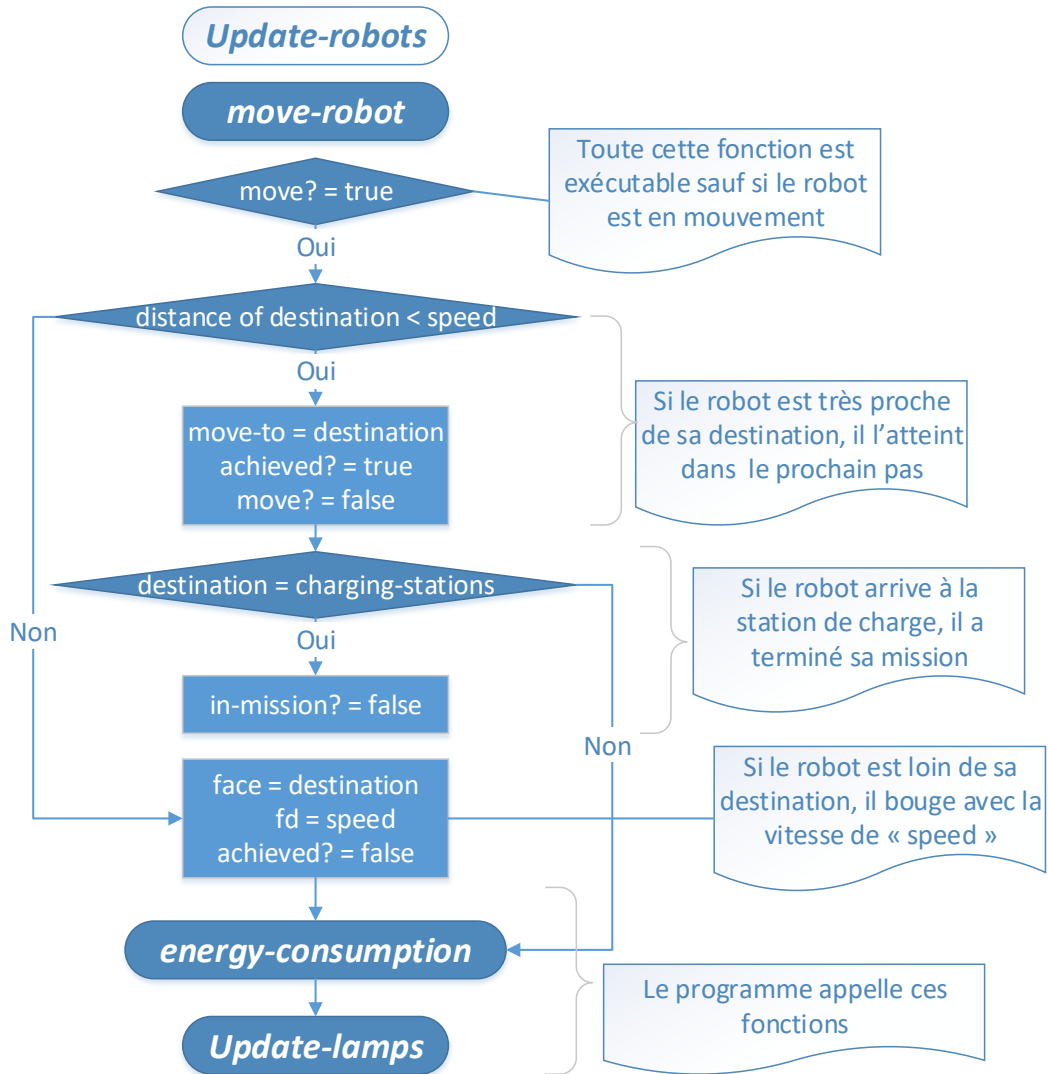 Update-robots
move-robot
move? = true
Toute cette fonction est
exécutable sauf si le robot
est en mouvement
Oui
distance of destination < speed
Oui
move-to = destination
achieved? = true
move? = false
Si le robot est très proche
de sa destination, il l’atteint
dans le prochain pas
destination = charging-stations
Non
Oui
Si le robot arrive à la
station de charge, il a
terminé sa mission
in-mission? = false
Non
face = destination
fd = speed
achieved? = false
Si le robot est loin de sa
destination, il bouge avec la
vitesse de « speed »
energy-consumption
Le programme appelle ces
fonctions
Update-lamps